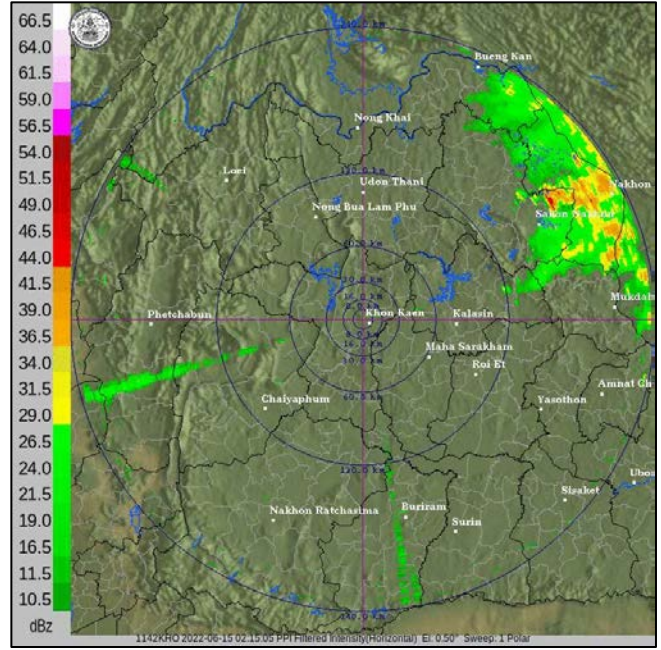 66.5
64.0
61.5
59.0
56.5
54.0
51.5
49.0
46.5
44.0
41.5
39.0
36.5
34.0
31.5
29.0
26.5
24.0
21.5
19.0
16.5
14.0
11.5
10.5
dBz
Bueng Kan
Nong Khai
Loei
Udon Thani
Nakhon
Nong Bua Lam Phu
Sakon Nakhon
Mukdah
Phetchabun
Khon Kaen
Kalasin
Maha Sarakham
Roi Et
Amnat Ch
Chaiyaphum
Yasothon
120.0 km
Ubon
Sisaket
Nakhon Ratchasima
Buriram
Surin
1142KHO 2022-06-15 02:15:05 PPI Filtered Intensity(Horizontal) El: 0.50° Sweep: 1 Polar